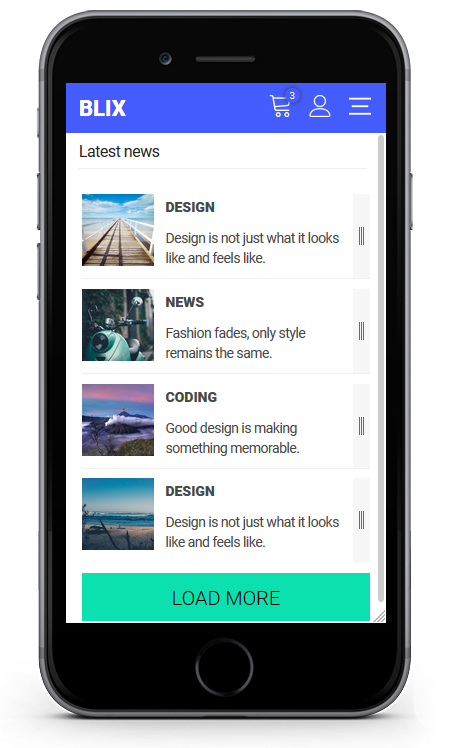 BLIX
3
Latest news
DESIGN
Design is not just what it looks
like and feels like.
NEWS
Fashion fades, only style
remains the same.
CODING
Good design is making
something memorable.
DESIGN
Design is not just what it looks
like and feels like.
LOAD MORE